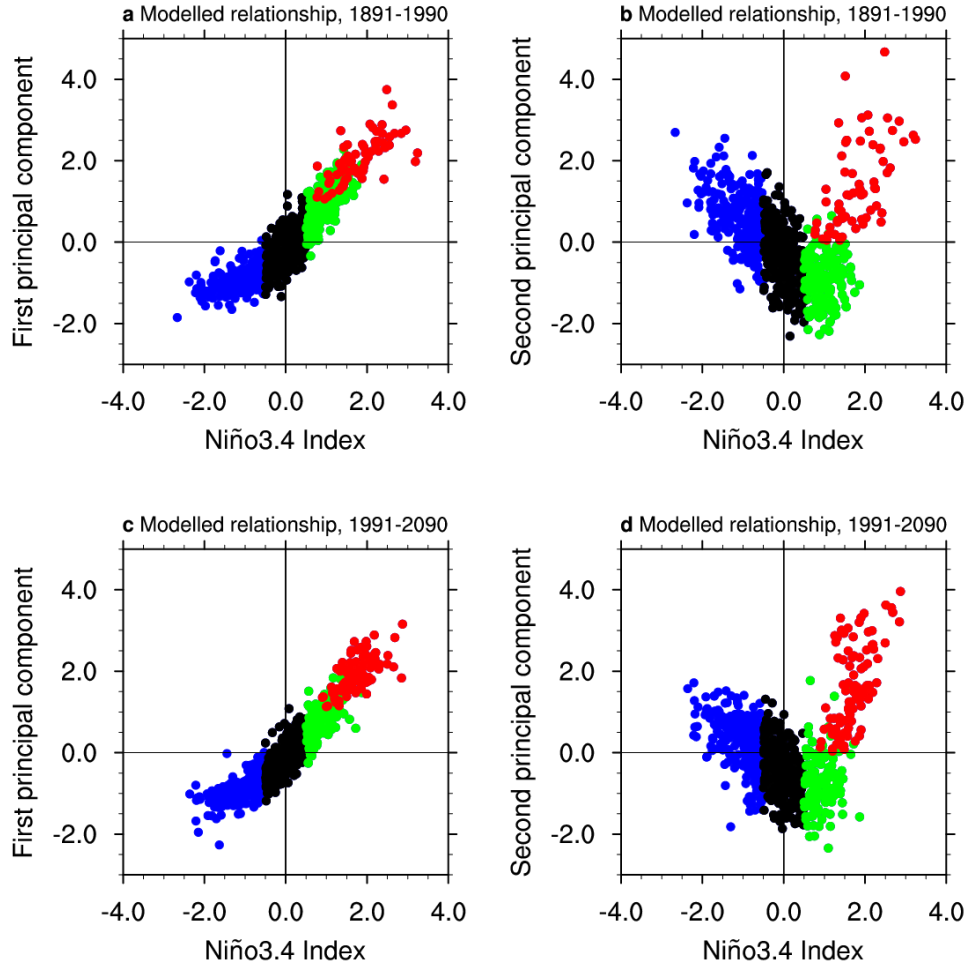 a Modelled relationship, 1891-1990
First principal component
4.0
2.0
0.0
-2.0
-4.0 -2.0 0.0 2.0 4.0
Niño3.4 Index
b Modelled relationship, 1891-1990
Second principal component
4.0
2.0
0.0
-2.0
-4.0 -2.0 0.0 2.0 4.0
Niño3.4 Index
c Modelled relationship, 1991-2090
First principal component
4.0
2.0
0.0
-2.0
-4.0 -2.0 0.0 2.0 4.0
Niño3.4 Index
d Modelled relationship, 1991-2090
Second principal component
4.0
2.0
0.0
-2.0
-4.0 -2.0 0.0 2.0 4.0
Niño3.4 Index